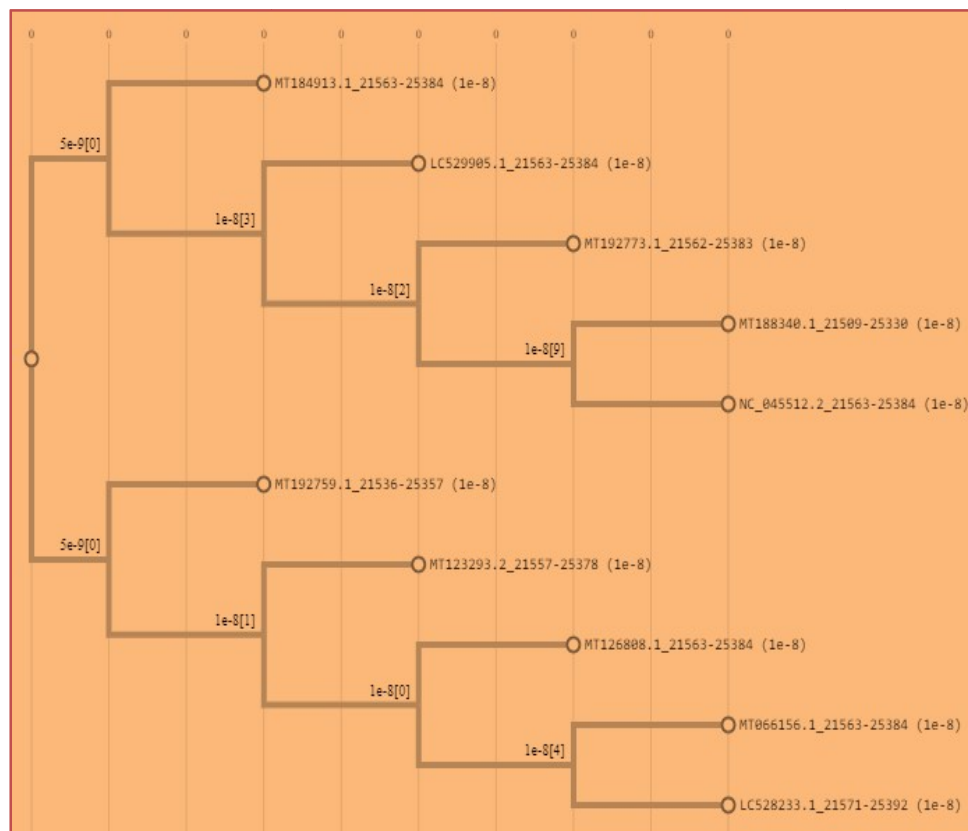 0 0 0 0 0 0 0 0 0 0
MT184913.1_21563-25384 (1e-8)
5e-9[0]
LC529905.1_21563-25384 (1e-8)
1e-8[3]
MT192773.1_21562-25383 (1e-8)
1e-8[2]
MT188340.1_21509-25330 (1e-8)
1e-8[9]
NC_045512.2_21563-25384 (1e-8)
MT192759.1_21536-25357 (1e-8)
5e-9[0]
MT123293.2_21557-25378 (1e-8)
1e-8[1]
MT126808.1_21563-25384 (1e-8)
1e-8[0]
MT066156.1_21563-25384 (1e-8)
1e-8[4]
LC528233.1_21571-25392 (1e-8)